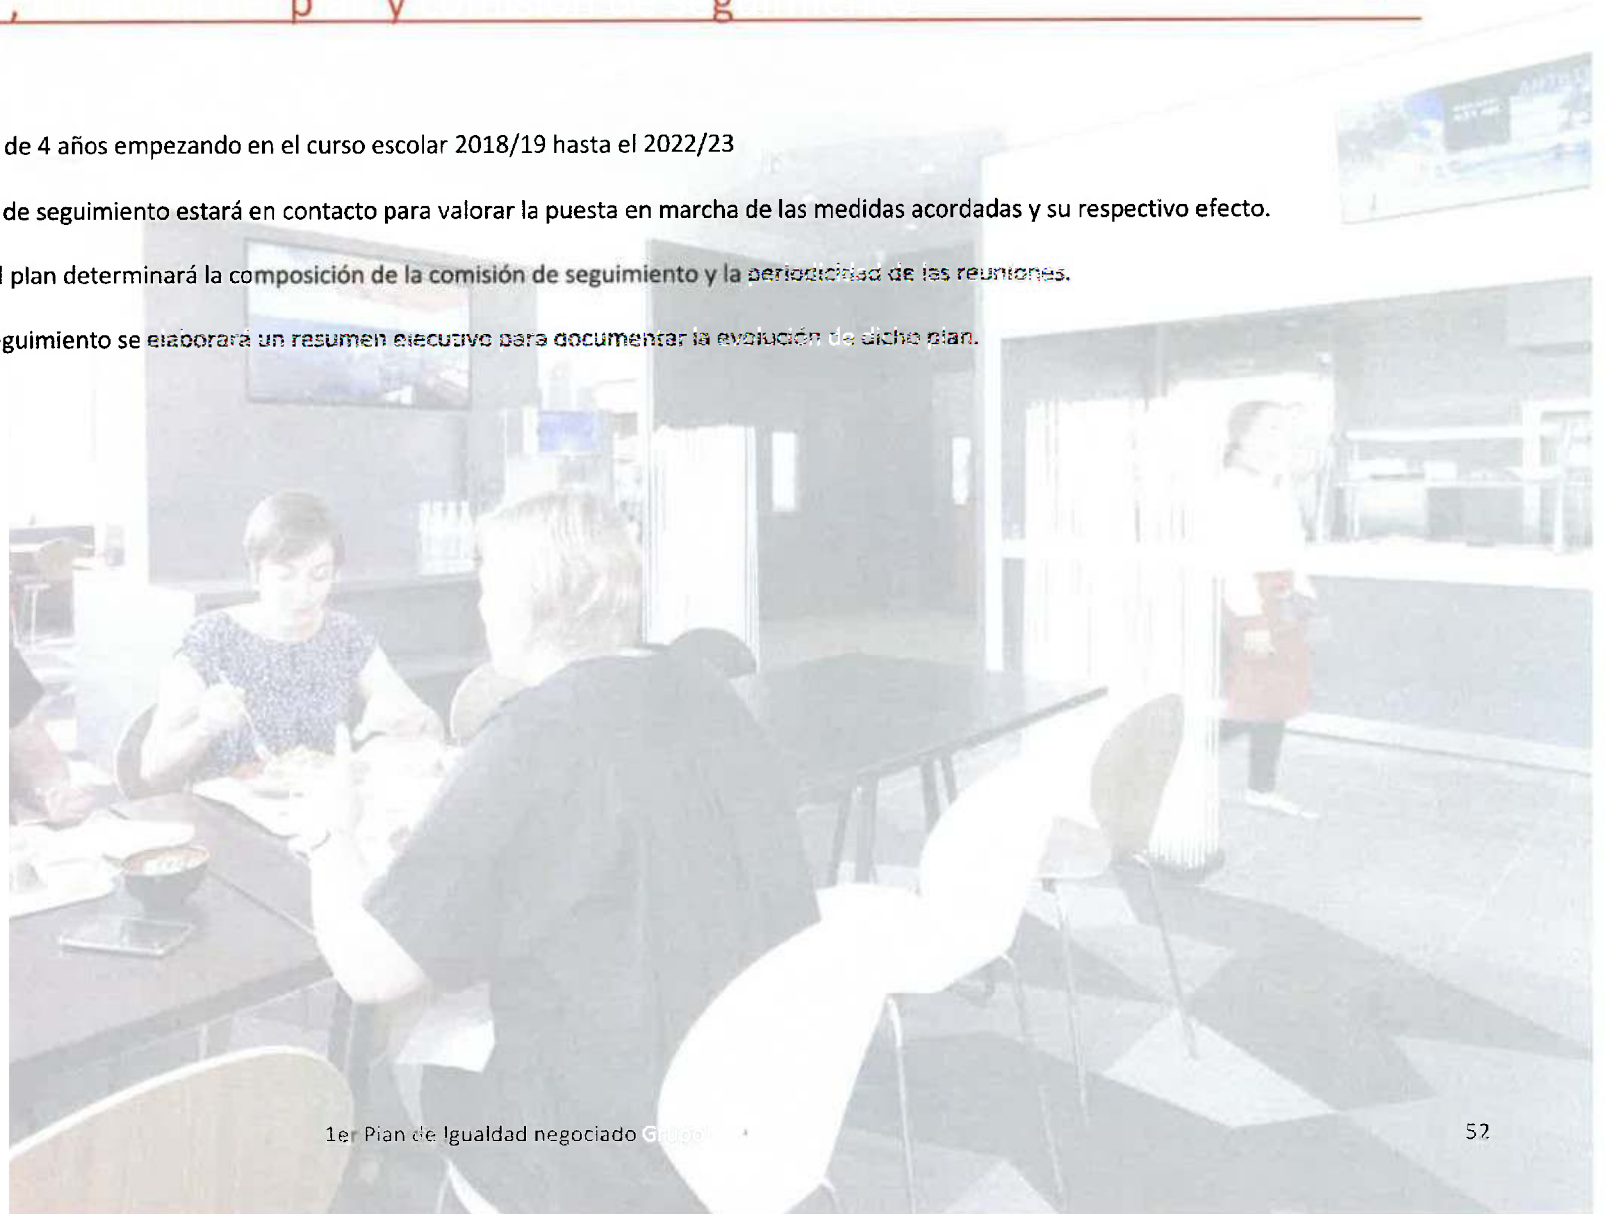 de 4 años empezando en el curso escolar 2018/19 hasta el 2022/23
de seguimiento estará en contacto para valorar la puesta en marcha de las medidas acordadas y su respectivo efecto.
l plan determinará la composición de la comisión de seguimiento y la periodicidad de las reuniones.
guimiento se elaborará un resumen ejecutivo para documentar la evolución de dicho plan.
1er Plan de Igualdad negociado Grupo
52